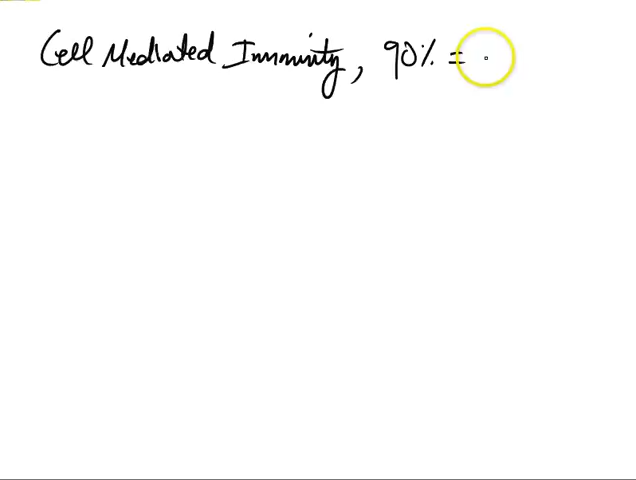 Cell Mediated Immunity, 90% =